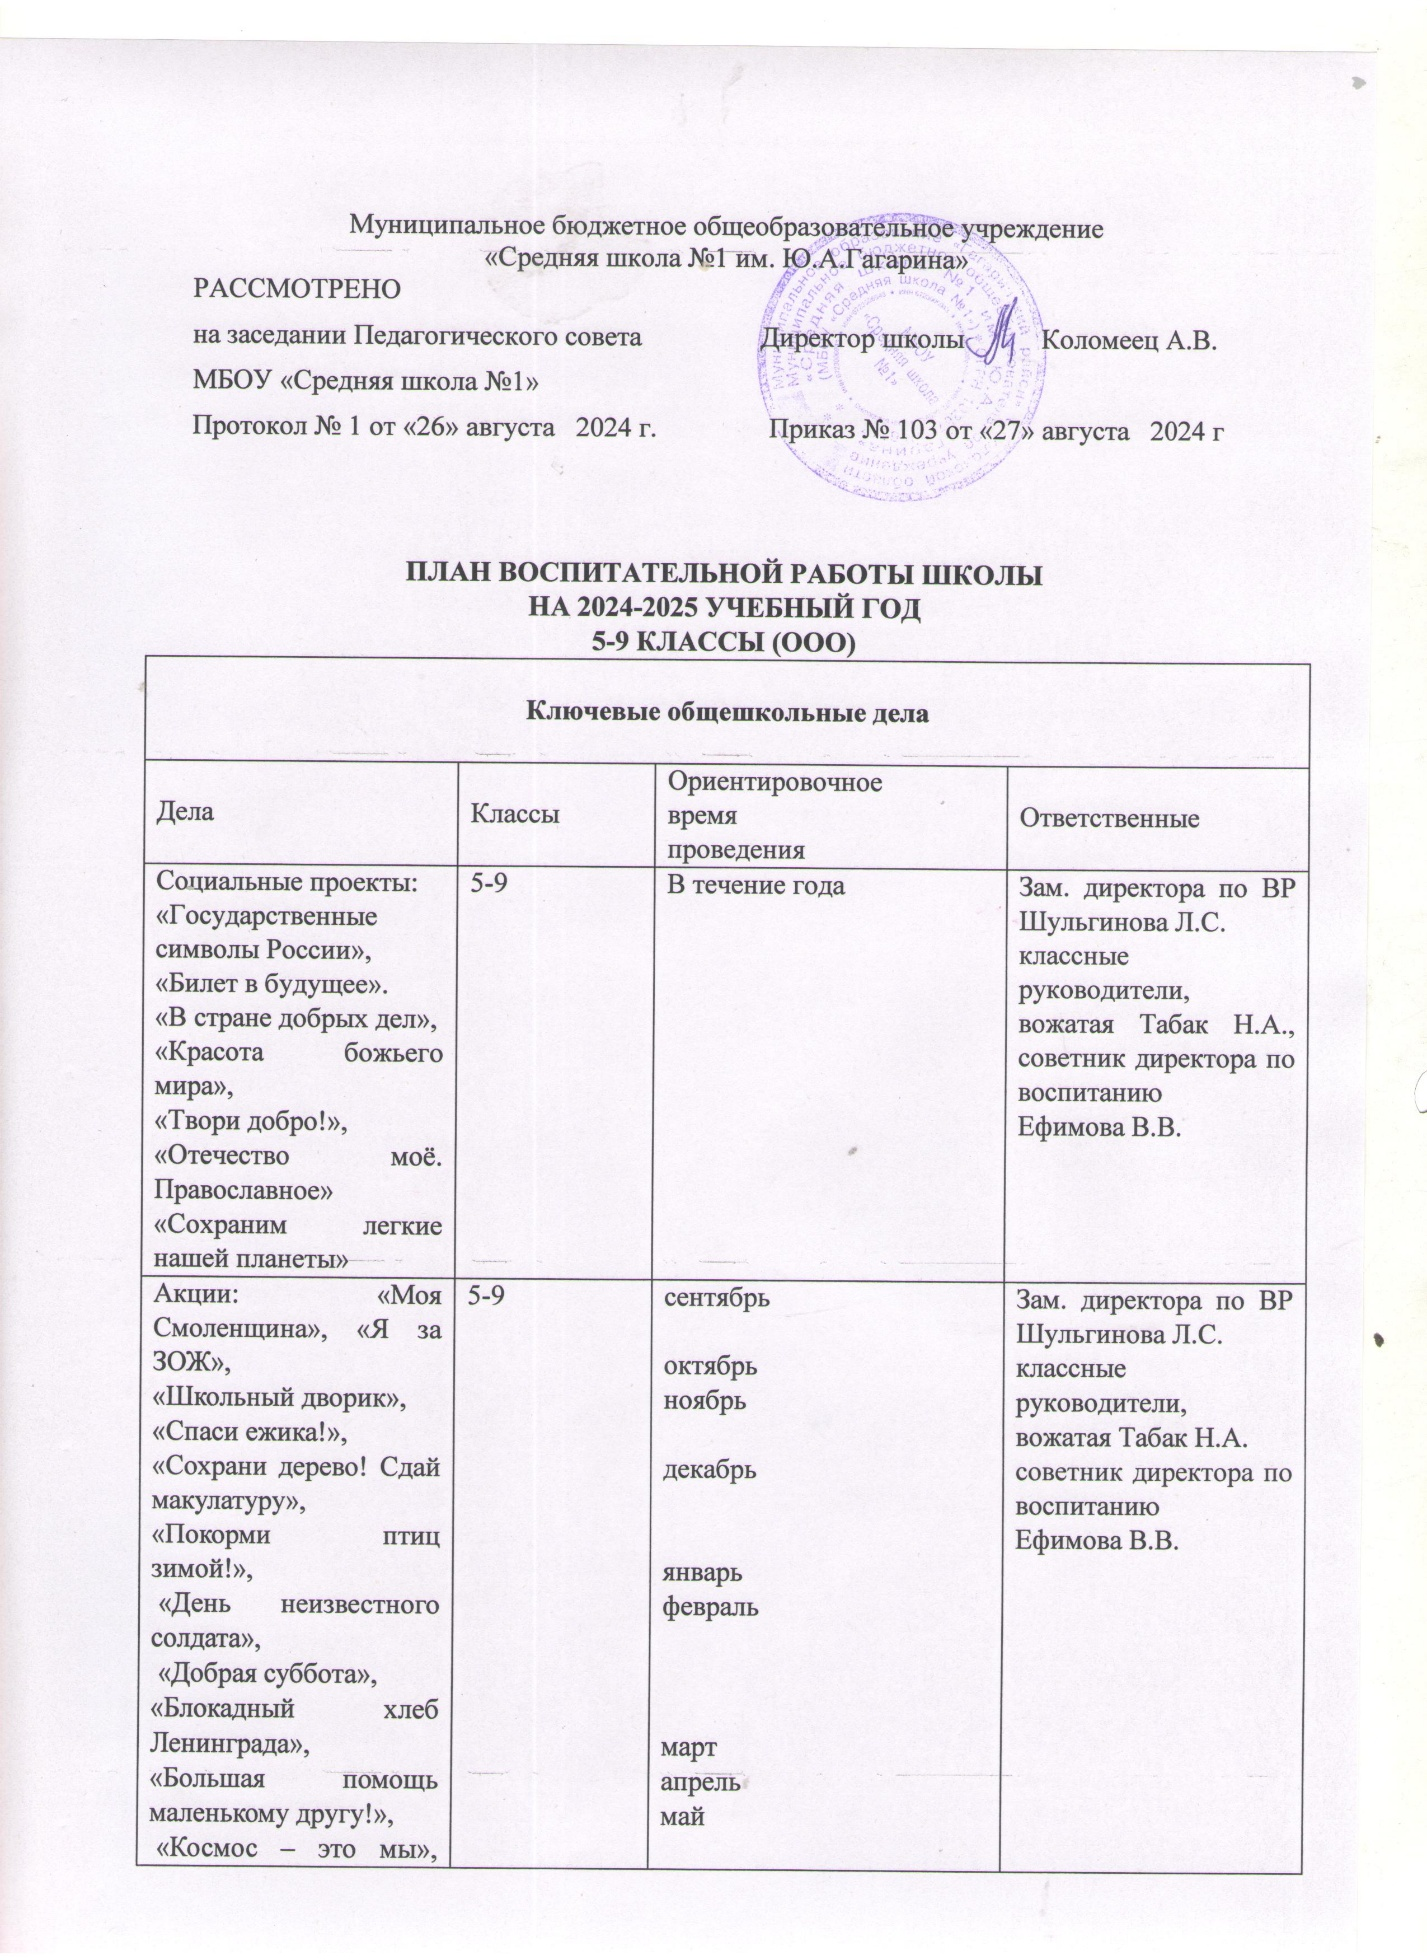 Муниципальное бюджетное общеобразовательное учреждение
«Средняя школа №1 им. Ю.А.Гагарина»
РАССМОТРЕНО
на заседании Педагогического совета
Директор школы Коломеец А.В.
МБОУ «Средняя школа №1»
Протокол № 1 от «26» августа 2024 г.
Приказ № 103 от «27» августа 2024 г
ПЛАН ВОСПИТАТЕЛЬНОЙ РАБОТЫ ШКОЛЫ
НА 2024-2025 УЧЕБНЫЙ ГОД
5-9 КЛАССЫ (ООО)
Ключевые общешкольные дела
Дела
Классы
Ориентировочное
время
проведения
Ответственные
Социальные проекты:
«Государственные
символы России»,
«Билет в будущее».
«В стране добрых дел»,
«Красота божьего
мира»,
«Твори добро!»,
«Отечество моё.
Православное»
«Сохраним легкие
нашей планеты»
5-9
В течение года
Зам. директора по ВР
Шульгинова Л.С.
классные
руководители,
вожатая Табак Н.А.,
советник директора по
воспитанию
Ефимова В.В.
Акции: «Моя
Смоленщина», «Я за
ЗОЖ»,
«Школьный дворик»,
«Спаси ежика!»,
«Сохрани дерево! Сдай
макулатуру»,
«Покорми птиц
зимой!»,
«День неизвестного
солдата»,
«Добрая суббота»,
«Блокадный хлеб
Ленинграда»,
«Большая помощь
маленькому другу!»,
«Космос – это мы»,
5-9
сентябрь
октябрь
ноябрь
декабрь
январь
февраль
март
апрель
май
Зам. директора по ВР
Шульгинова Л.С.
классные
руководители,
вожатая Табак Н.А.
советник директора по
воспитанию
Ефимова В.В.